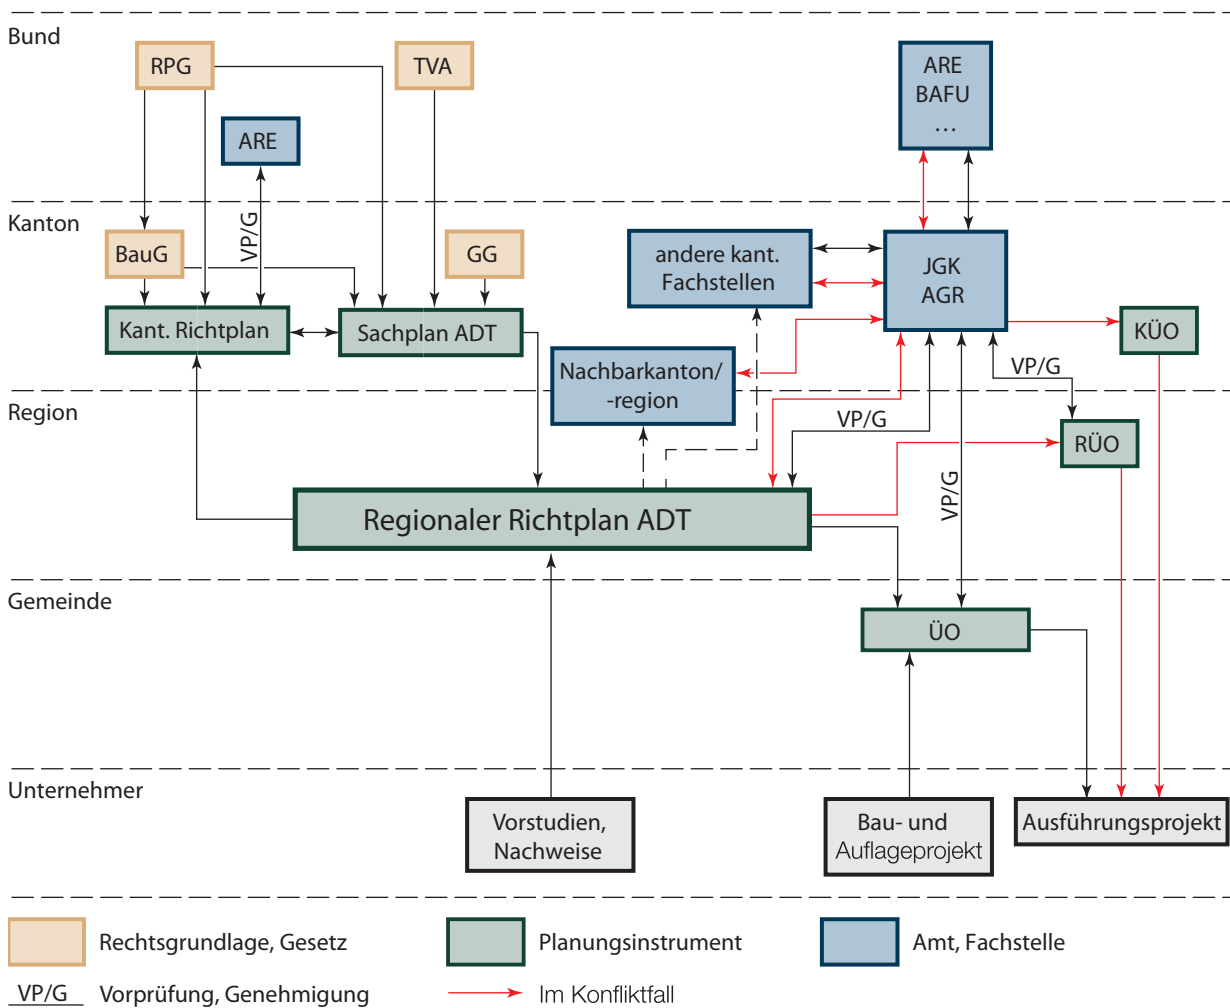 Bund
RPG
TVA
ARE
BAFU
...
ARE
Kanton
VP/G
BauG
GG
andere kant.
Fachstellen
JGK
AGR
Kant. Richtplan
Sachplan ADT
KÜO
Nachbarkanton/
-region
VP/G
Region
VP/G
RÜO
VP/G
Regionaler Richtplan ADT
Gemeinde
ÜO
Unternehmer
Vorstudien,
Nachweise
Bau- und
Auflageprojekt
Ausführungsprojekt
Rechtsgrundlage, Gesetz
Planungsinstrument
Amt, Fachstelle
VP/G Vorprüfung, Genehmigung
Im Konfliktfall